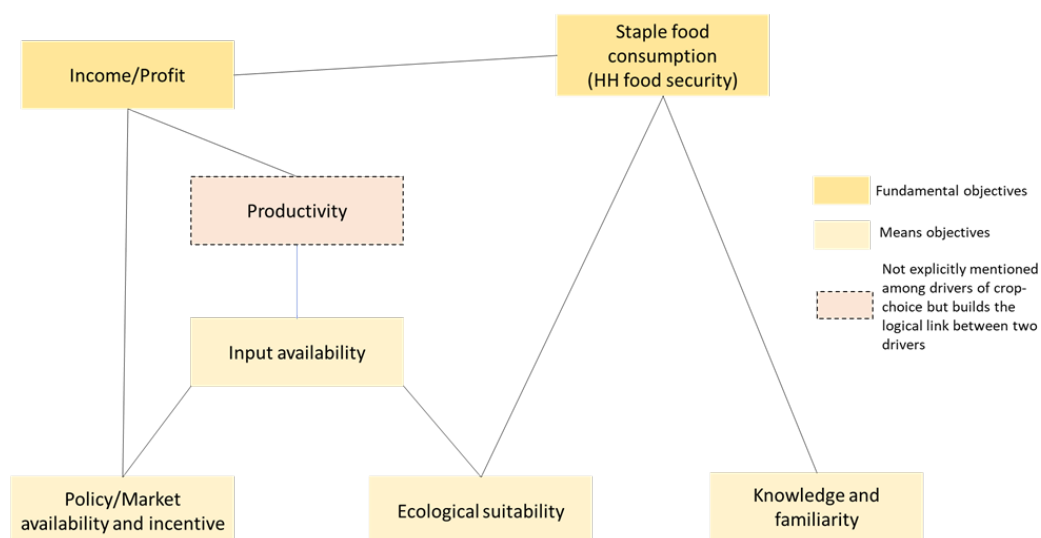 Staple food
consumption
(HH food security)
Income/Profit
Productivity
Input availability
Policy/Market
availability and incentive
Ecological suitability
Knowledge and
familiarity
Fundamental objectives
Means objectives
Not explicitly mentioned
among drivers of crop-
choice but builds the
logical link between two
drivers